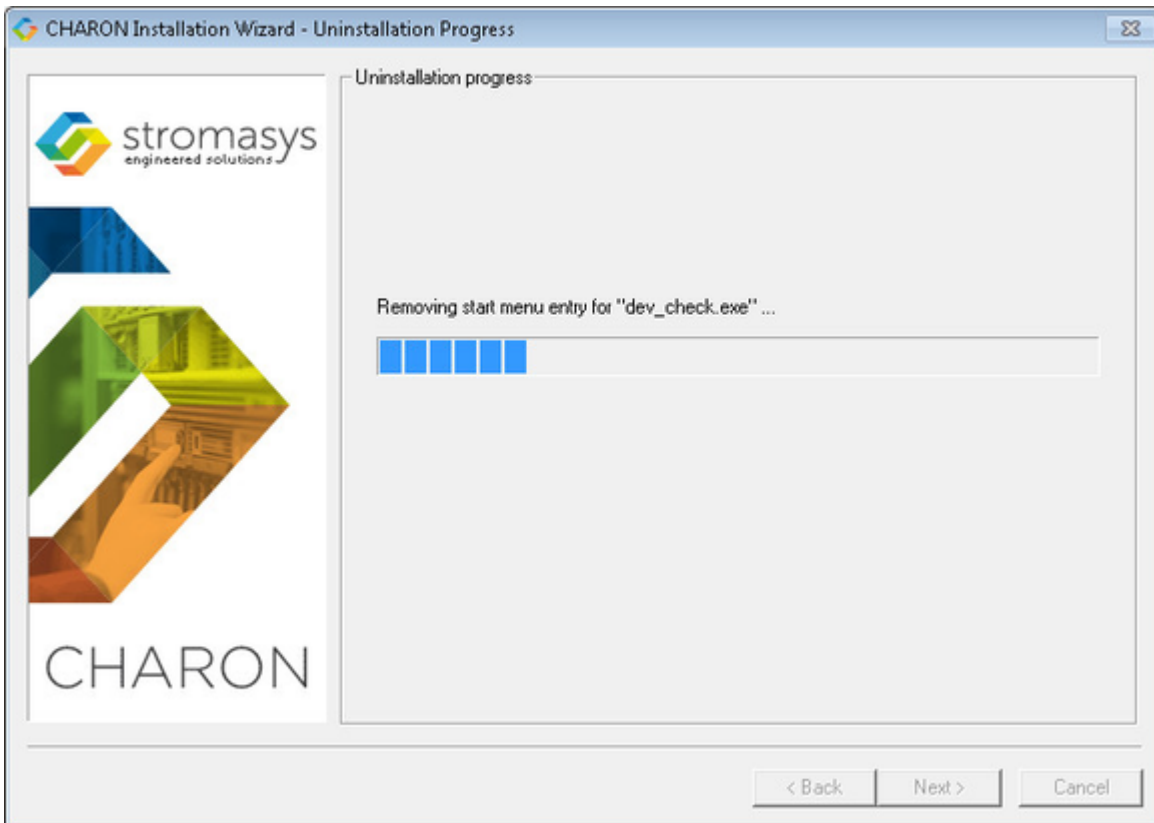 CHARON Installation Wizard - Uninstallation Progress
stromasys
engineered solutions
CHARON
Uninstallation progress
Removing start menu entry for "dev_check.exe" ...
< Back
Next >
Cancel